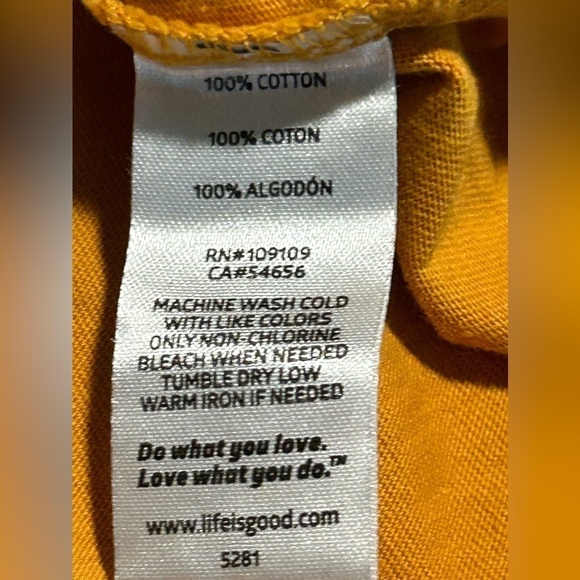 100% COTTON
100% COTON
100% ALGODÓN
RN#109109
CA#54656
MACHINE WASH COLD
WITH LIKE COLORS
ONLY NON-CHLORINE
BLEACH WHEN NEEDED
TUMBLE DRY LOW
WARM IRON IF NEEDED
Do what you love.
Love what you do.™
www.lifeisgood.com
5281